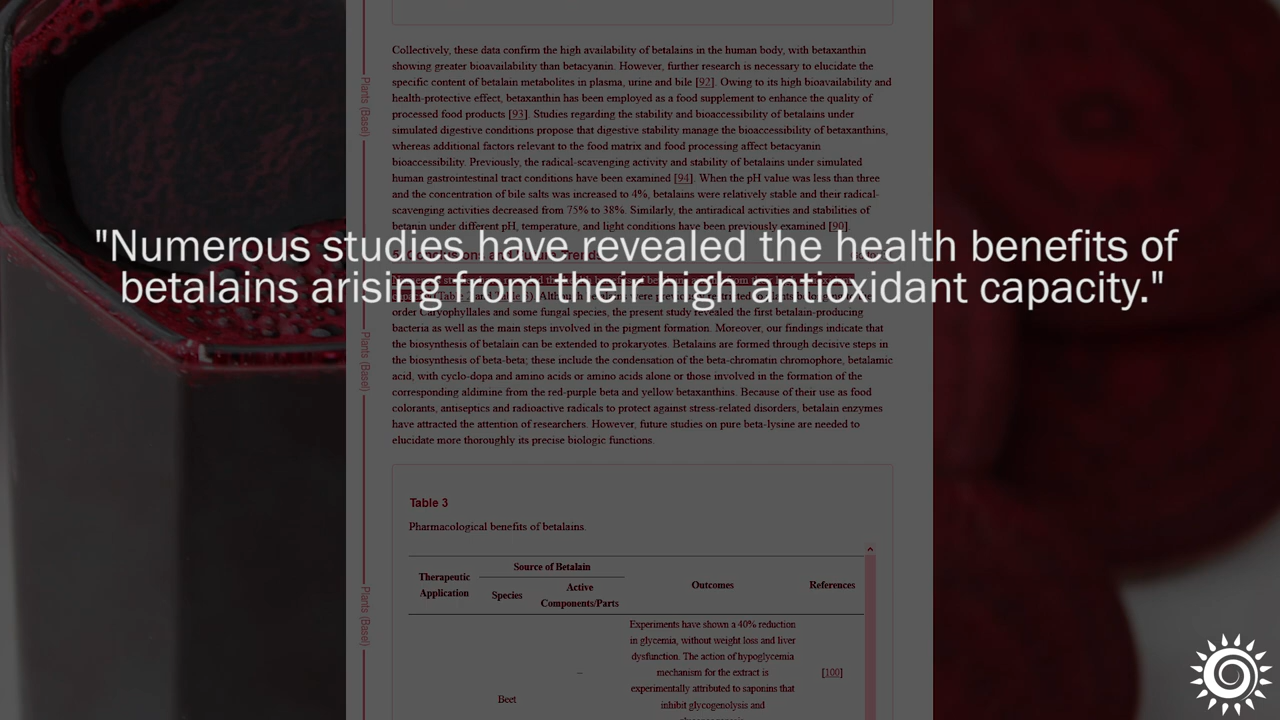 Collectively, these data confirm the high availability of betalains in the human body, with betaxanthin
showing greater bioavailability than betacyanin. However, further research is necessary to elucidate the
specific content of betalain metabolites in plasma, urine and bile [92]. Owing to its high bioavailability and
health-protective effect, betaxanthin has been employed as a food supplement to enhance the quality of
processed food products [93]. Studies regarding the stability and bioaccessibility of betalains under
simulated digestive conditions propose that digestive stability manage the bioaccessibility of betaxanthins,
whereas additional factors relevant to the food matrix and food processing affect betacyanin
bioaccessibility. Previously, the radical-scavenging activity and stability of betalains under simulated
human gastrointestinal tract conditions have been examined [94]. When the pH value was less than three
and the concentration of bile salts was increased to 4%, betalains were relatively stable and their radical-
scavenging activities decreased from 75% to 38%. Similarly, the antiradical activities and stabilities of
betanin under different pH, temperature, and light conditions have been previously examined [90].
"Numerous studies have revealed the health benefits of
betalains arising from their high antioxidant capacity."
order Caryophyllales and some fungal species, the present study revealed the first betalain-producing
bacteria as well as the main steps involved in the pigment formation. Moreover, our findings indicate that
the biosynthesis of betalain can be extended to prokaryotes. Betalains are formed through decisive steps in
the biosynthesis of beta-beta; these include the condensation of the beta-chromatin chromophore, betalamic
acid, with cyclo-dopa and amino acids or amino acids alone or those involved in the formation of the
corresponding aldimine from the red-purple beta and yellow betaxanthins. Because of their use as food
colorants, antiseptics and radioactive radicals to protect against stress-related disorders, betalain enzymes
have attracted the attention of researchers. However, future studies on pure beta-lysine are needed to
elucidate more thoroughly its precise biologic functions.
Table 3
Pharmacological benefits of betalains.
Therapeutic Application
Source of Betalain
Species
Active Components/Parts
Outcomes
References
Beet
–
Experiments have shown a 40% reduction
in glycemia, without weight loss and liver
dysfunction. The action of hypoglycemia
mechanism for the extract is
experimentally attributed to saponins that
inhibit glycogenolysis and
[100]
Plants (Basel)
Plants (Basel)
Plants (Basel)